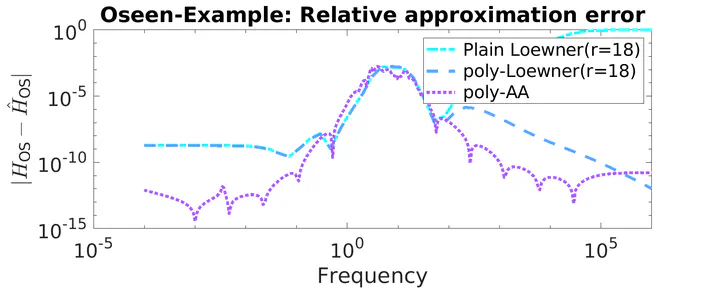 Oseen-Example: Relative approximation error
10^0
10^-5
10^-10
10^-15
|H_OS − Ĥ_OS|
Plain Loewner(r=18)
poly-Loewner(r=18)
poly-AA
10^-5 10^0 10^5
Frequency